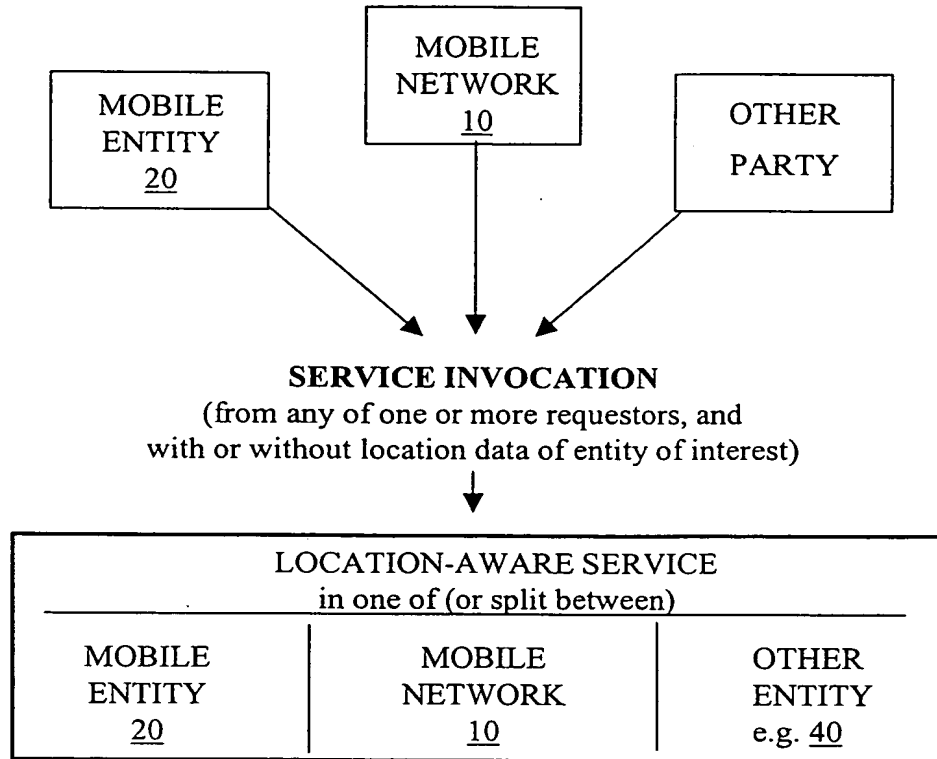 MOBILE
ENTITY
20
MOBILE
NETWORK
10
OTHER
PARTY
SERVICE INVOCATION
(from any of one or more requestors, and
with or without location data of entity of interest)
LOCATION-AWARE SERVICE
in one of (or split between)
MOBILE
ENTITY
20
MOBILE
NETWORK
10
OTHER
ENTITY
e.g. 40